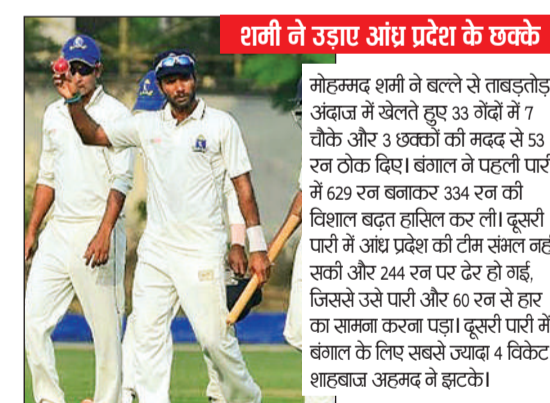 शमी ने उड़ाए आंध्र प्रदेश के छक्के
मोहम्मद शमी ने बल्ले से ताबड़तोड़
अंदाज में खेलते हुए 33 गेंदों में 7
चौके और 3 छक्कों की मदद से 53
रन ठोक दिए। बंगाल ने पहली पारी
में 629 रन बनाकर 334 रन की
विशाल बढ़त हासिल कर ली। दूसरी
पारी में आंध्र प्रदेश की टीम संभल नहीं
सकी और 244 रन पर ढेर हो गई,
जिससे उसे पारी और 60 रन से हार
का सामना करना पड़ा। दूसरी पारी में
बंगाल के लिए सबसे ज्यादा 4 विकेट
शाहबाज अहमद ने झटके।